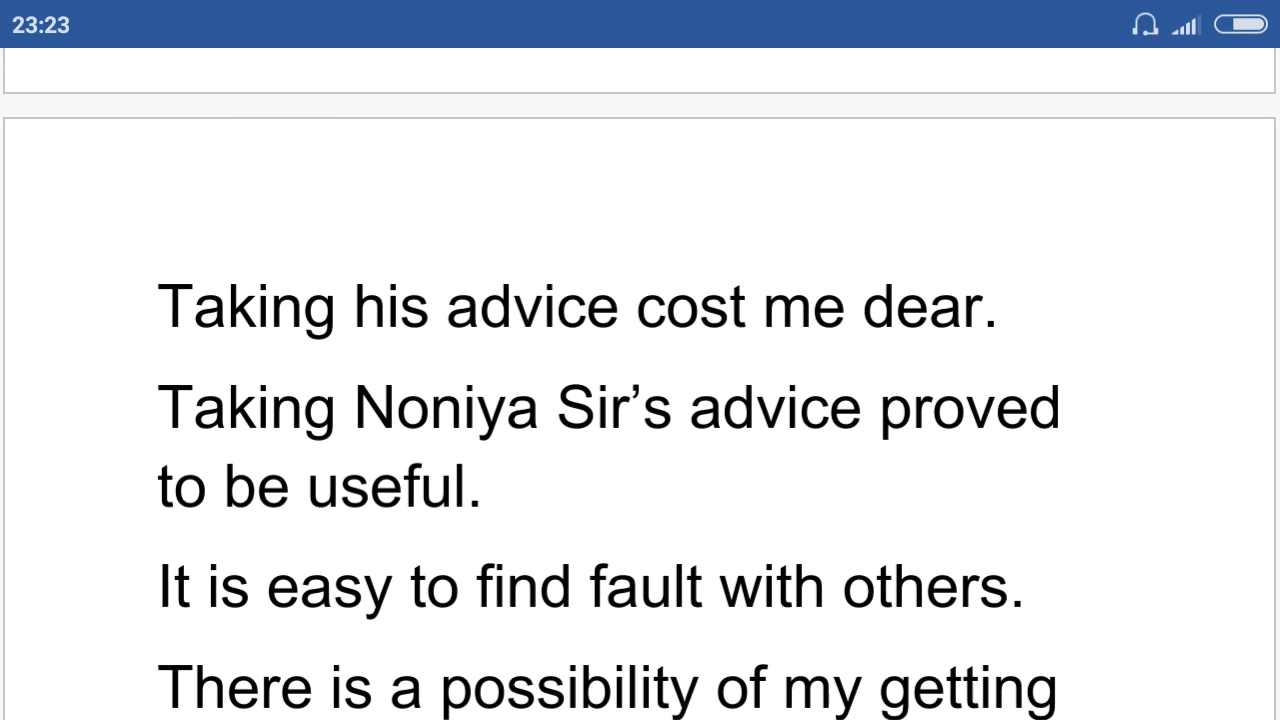 23:23
Taking his advice cost me dear.
Taking Noniya Sir’s advice proved
to be useful.
It is easy to find fault with others.
There is a possibility of my getting